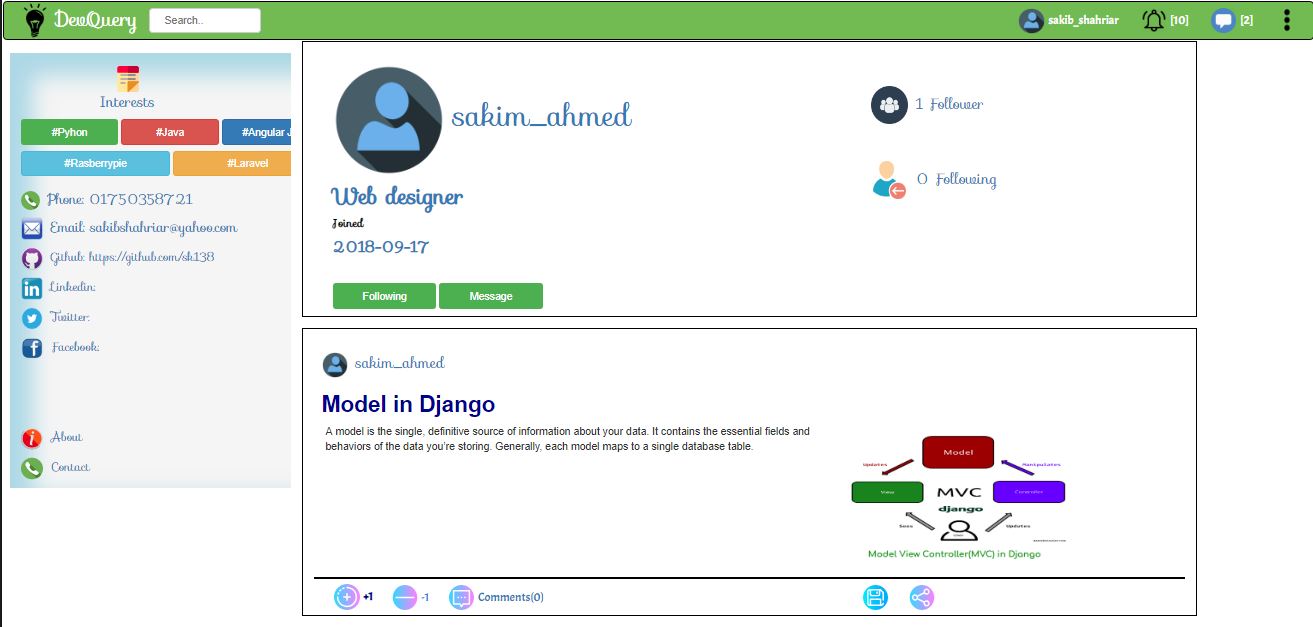 DevQuery
Search..
sakib_shahriar
[10]
[2]
Interests
#Pyhon
#Java
#Angular J
#Rasberrypie
#Laravel
Phone: 01750358721
Email: sakibshahriar@yahoo.com
Github: https://github.com/sk138
Linkedin:
Twitter:
Facebook:
About
Contact
sakim_ahmed
Web designer
Joined
2018-09-17
Following
Message
1 Follower
0 Following
sakim_ahmed
Model in Django
A model is the single, definitive source of information about your data. It contains the essential fields and
behaviors of the data you're storing. Generally, each model maps to a single database table.
Model
Updates
Manipulates
View
MVC
Controller
django
Sees
Updates
Model View Controller(MVC) in Django
+1
-1
Comments(0)